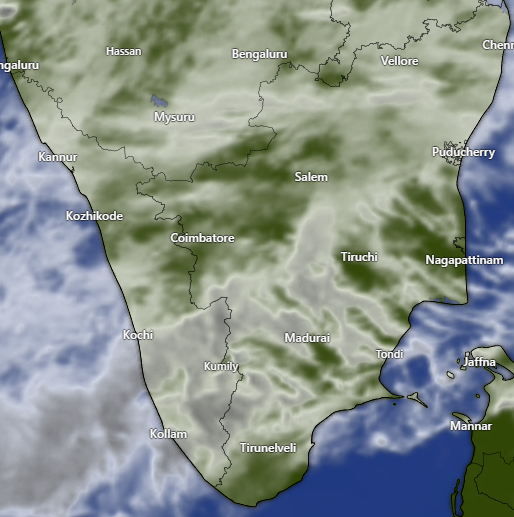 Hassan
Bengaluru
Chenn
ngaluru
Vellore
Mysuru
Kannur
Puducherry
Salem
Kozhikode
Coimbatore
Tiruchi
Nagapattinam
Kochi
Madurai
Tondi
Kumily
Jaffna
Mannar
Kollam
Tirunelveli